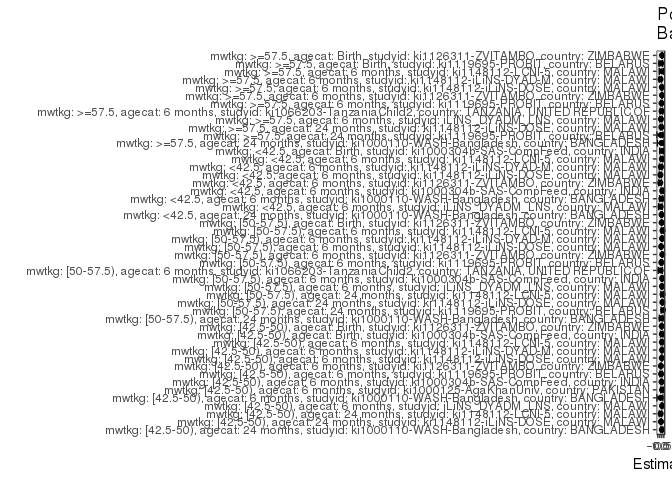 Po
Ba
mwtkg: >=57.5, agecat: Birth, studyid: ki1126311-ZVITAMBO, country: ZIMBABWE
mwtkg: >=57.5, agecat: Birth, studyid: ki1119695-PROBIT, country: BELARUS
mwtkg: >=57.5, agecat: 6 months, studyid: ki1148112-LCNI-5, country: MALAWI
mwtkg: >=57.5, agecat: 6 months, studyid: ki1148112-iLiNS-DYAD-M, country: MALAWI
mwtkg: >=57.5, agecat: 6 months, studyid: ki1148112-iLiNS-DOSE, country: MALAWI
mwtkg: >=57.5, agecat: 6 months, studyid: ki1126311-ZVITAMBO, country: ZIMBABWE
mwtkg: >=57.5, agecat: 6 months, studyid: ki1119695-PROBIT, country: BELARUS
mwtkg: >=57.5, agecat: 6 months, studyid: ki1066203-TanzaniaChild2, country: TANZANIA, UNITED REPUBLIC OF
mwtkg: >=57.5, agecat: 6 months, studyid: iLiNS_DYADM_LNS, country: MALAWI
mwtkg: >=57.5, agecat: 24 months, studyid: ki1148112-iLiNS-DOSE, country: MALAWI
mwtkg: >=57.5, agecat: 24 months, studyid: ki1119695-PROBIT, country: BELARUS
mwtkg: >=57.5, agecat: 24 months, studyid: ki1000110-WASH-Bangladesh, country: BANGLADESH
mwtkg: <42.5, agecat: Birth, studyid: ki1000304b-SAS-CompFeed, country: INDIA
mwtkg: <42.5, agecat: 6 months, studyid: ki1148112-LCNI-5, country: MALAWI
mwtkg: <42.5, agecat: 6 months, studyid: ki1148112-iLiNS-DYAD-M, country: MALAWI
mwtkg: <42.5, agecat: 6 months, studyid: ki1148112-iLiNS-DOSE, country: MALAWI
mwtkg: <42.5, agecat: 6 months, studyid: ki1126311-ZVITAMBO, country: ZIMBABWE
mwtkg: <42.5, agecat: 6 months, studyid: ki1000304b-SAS-CompFeed, country: INDIA
mwtkg: <42.5, agecat: 6 months, studyid: ki1000110-WASH-Bangladesh, country: BANGLADESH
mwtkg: <42.5, agecat: 6 months, studyid: iLiNS_DYADM_LNS, country: MALAWI
mwtkg: <42.5, agecat: 24 months, studyid: ki1000110-WASH-Bangladesh, country: BANGLADESH
mwtkg: [50-57.5), agecat: Birth, studyid: ki1126311-ZVITAMBO, country: ZIMBABWE
mwtkg: [50-57.5), agecat: 6 months, studyid: ki1148112-LCNI-5, country: MALAWI
mwtkg: [50-57.5), agecat: 6 months, studyid: ki1148112-iLiNS-DYAD-M, country: MALAWI
mwtkg: [50-57.5), agecat: 6 months, studyid: ki1148112-iLiNS-DOSE, country: MALAWI
mwtkg: [50-57.5), agecat: 6 months, studyid: ki1126311-ZVITAMBO, country: ZIMBABWE
mwtkg: [50-57.5), agecat: 6 months, studyid: ki1119695-PROBIT, country: BELARUS
mwtkg: [50-57.5), agecat: 6 months, studyid: ki1066203-TanzaniaChild2, country: TANZANIA, UNITED REPUBLIC OF
mwtkg: [50-57.5), agecat: 6 months, studyid: ki1000304b-SAS-CompFeed, country: INDIA
mwtkg: [50-57.5), agecat: 6 months, studyid: iLiNS_DYADM_LNS, country: MALAWI
mwtkg: [50-57.5), agecat: 24 months, studyid: ki1148112-LCNI-5, country: MALAWI
mwtkg: [50-57.5), agecat: 24 months, studyid: ki1148112-iLiNS-DOSE, country: MALAWI
mwtkg: [50-57.5), agecat: 24 months, studyid: ki1119695-PROBIT, country: BELARUS
mwtkg: [50-57.5), agecat: 24 months, studyid: ki1000110-WASH-Bangladesh, country: BANGLADESH
mwtkg: [42.5-50), agecat: Birth, studyid: ki1126311-ZVITAMBO, country: ZIMBABWE
mwtkg: [42.5-50), agecat: Birth, studyid: ki1000304b-SAS-CompFeed, country: INDIA
mwtkg: [42.5-50), agecat: 6 months, studyid: ki1148112-LCNI-5, country: MALAWI
mwtkg: [42.5-50), agecat: 6 months, studyid: ki1148112-iLiNS-DYAD-M, country: MALAWI
mwtkg: [42.5-50), agecat: 6 months, studyid: ki1148112-iLiNS-DOSE, country: MALAWI
mwtkg: [42.5-50), agecat: 6 months, studyid: ki1126311-ZVITAMBO, country: ZIMBABWE
mwtkg: [42.5-50), agecat: 6 months, studyid: ki1119695-PROBIT, country: BELARUS
mwtkg: [42.5-50), agecat: 6 months, studyid: ki1000304b-SAS-CompFeed, country: INDIA
mwtkg: [42.5-50), agecat: 6 months, studyid: ki1000125-AgaKhanUniv, country: PAKISTAN
mwtkg: [42.5-50), agecat: 6 months, studyid: ki1000110-WASH-Bangladesh, country: BANGLADESH
mwtkg: [42.5-50), agecat: 6 months, studyid: iLiNS_DYADM_LNS, country: MALAWI
mwtkg: [42.5-50), agecat: 24 months, studyid: ki1148112-LCNI-5, country: MALAWI
mwtkg: [42.5-50), agecat: 24 months, studyid: ki1148112-iLiNS-DOSE, country: MALAWI
mwtkg: [42.5-50), agecat: 24 months, studyid: ki1000110-WASH-Bangladesh, country: BANGLADESH
Estima